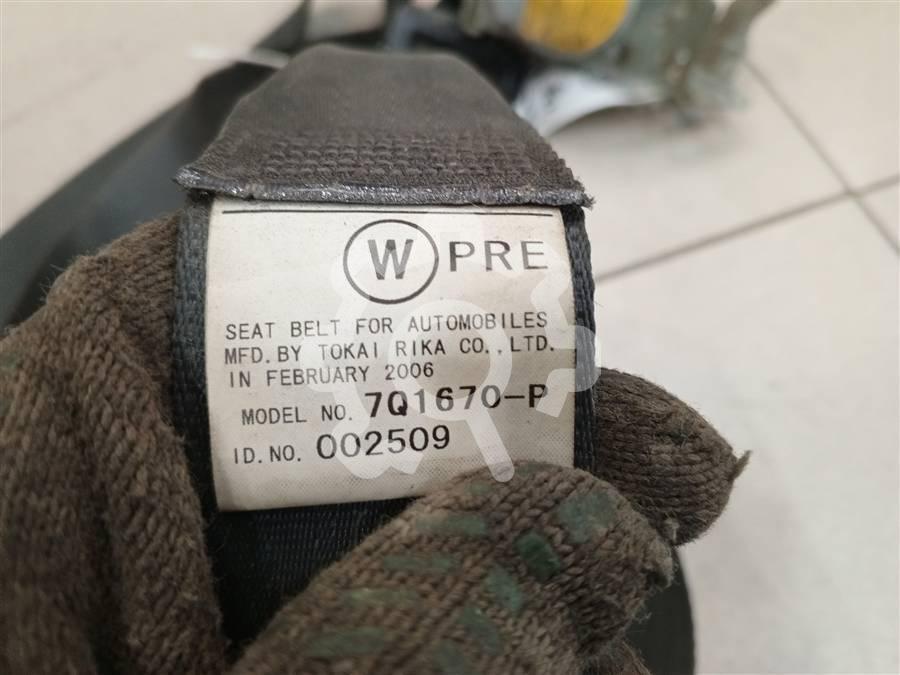 W PRE
SEAT BELT FOR AUTOMOBILES
MFD. BY TOKAI RIKA CO., LTD.
IN FEBRUARY 2006
MODEL NO. 7Q1670-P
ID. NO. 002509